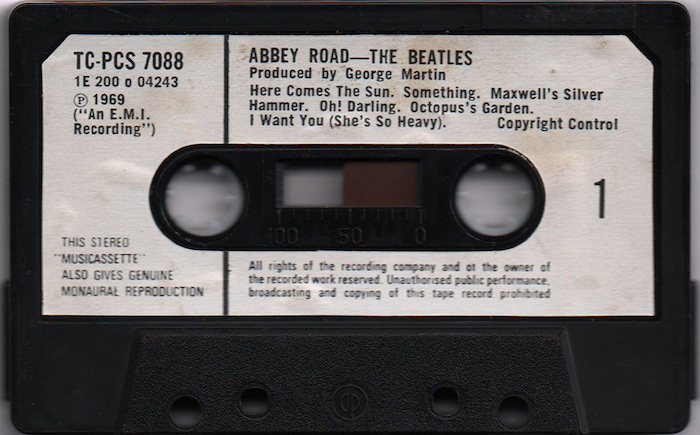 TC-PCS 7088
1E 200 o 04243
Ⓟ 1969
("An E.M.I.
Recording")
ABBEY ROAD—THE BEATLES
Produced by George Martin
Here Comes The Sun. Something. Maxwell's Silver
Hammer. Oh! Darling. Octopus's Garden.
I Want You (She's So Heavy). Copyright Control
1
100 50 0
THIS STEREO
"MUSICASSETTE"
ALSO GIVES GENUINE
MONAURAL REPRODUCTION
All rights of the recording company and ot the owner of
the recorded work reserved. Unauthorised public performance,
broadcasting and copying of this tape record prohibited